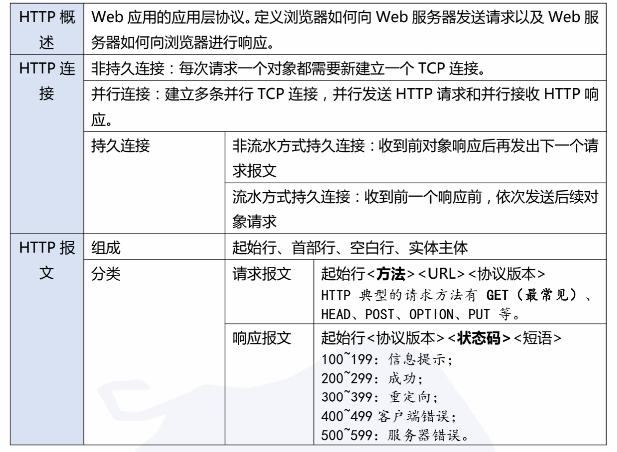 HTTP 概述
Web 应用的应用层协议。定义浏览器如何向 Web 服务器发送请求以及 Web 服
务器如何向浏览器进行响应。
HTTP 连接
非持久连接：每次请求一个对象都需要新建立一个 TCP 连接。
并行连接：建立多条并行 TCP 连接，并行发送 HTTP 请求和并行接收 HTTP 响
应。
持久连接
非流水方式持久连接：收到前对象响应后再发出下一个请
求报文
流水方式持久连接：收到前一个响应前，依次发送后续对
象请求
HTTP 报文
组成
起始行、首部行、空白行、实体主体
分类
请求报文
起始行<方法><URL><协议版本>
HTTP 典型的请求方法有 GET（最常见）、
HEAD、POST、OPTION、PUT 等。
响应报文
起始行<协议版本><状态码><短语>
100~199：信息提示；
200~299：成功；
300~399：重定向；
400~499 客户端错误；
500~599：服务器错误。